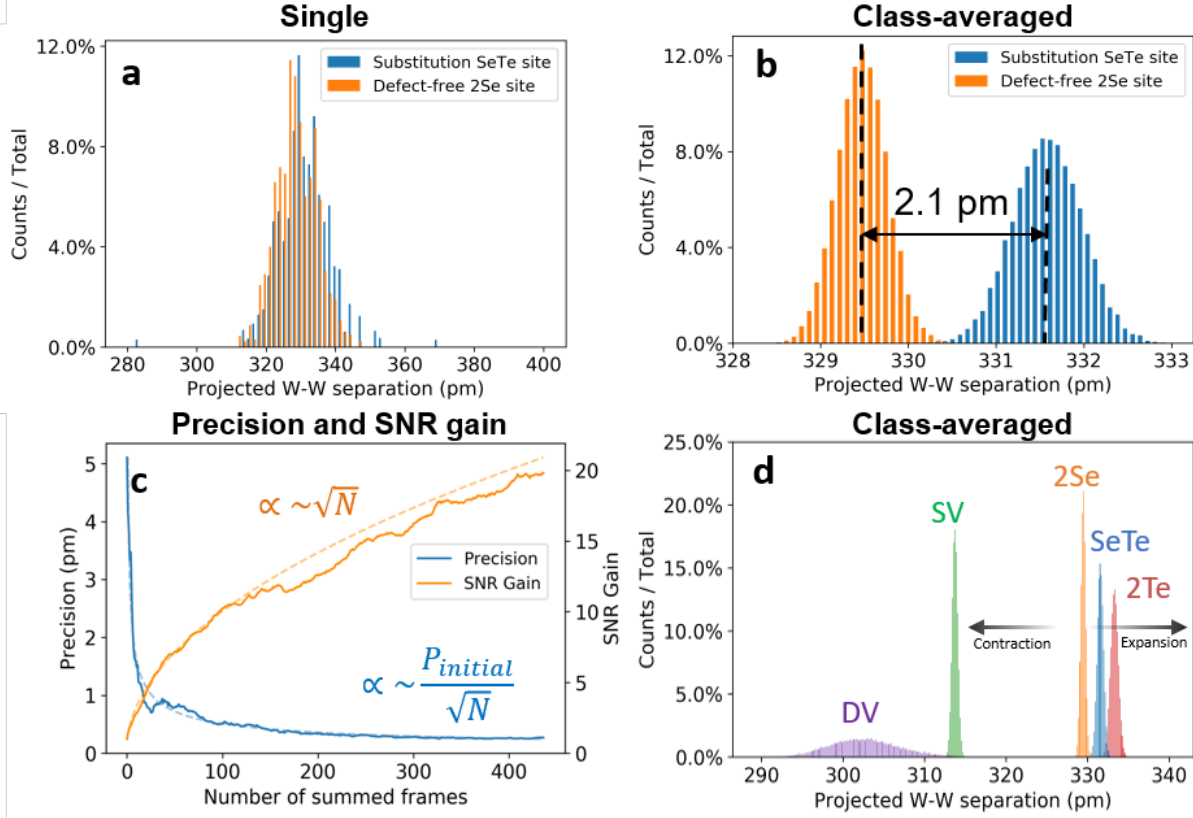 Single
a
Substitution SeTe site
Defect-free 2Se site
12.0%
8.0%
4.0%
0.0%
Counts / Total
280 300 320 340 360 380 400
Projected W-W separation (pm)
Class-averaged
b
Substitution SeTe site
Defect-free 2Se site
2.1 pm
12.0%
8.0%
4.0%
0.0%
Counts / Total
328 329 330 331 332 333
Projected W-W separation (pm)
Precision and SNR gain
c
∝ ~√N
Precision
SNR Gain
∝ ~ P_initial / √N
5
4
3
2
1
0
Precision (pm)
20
15
10
5
0
SNR Gain
0 100 200 300 400
Number of summed frames
Class-averaged
d
2Se
SV
SeTe
2Te
Contraction
Expansion
DV
25.0%
20.0%
15.0%
10.0%
5.0%
0.0%
Counts / Total
290 300 310 320 330 340
Projected W-W separation (pm)